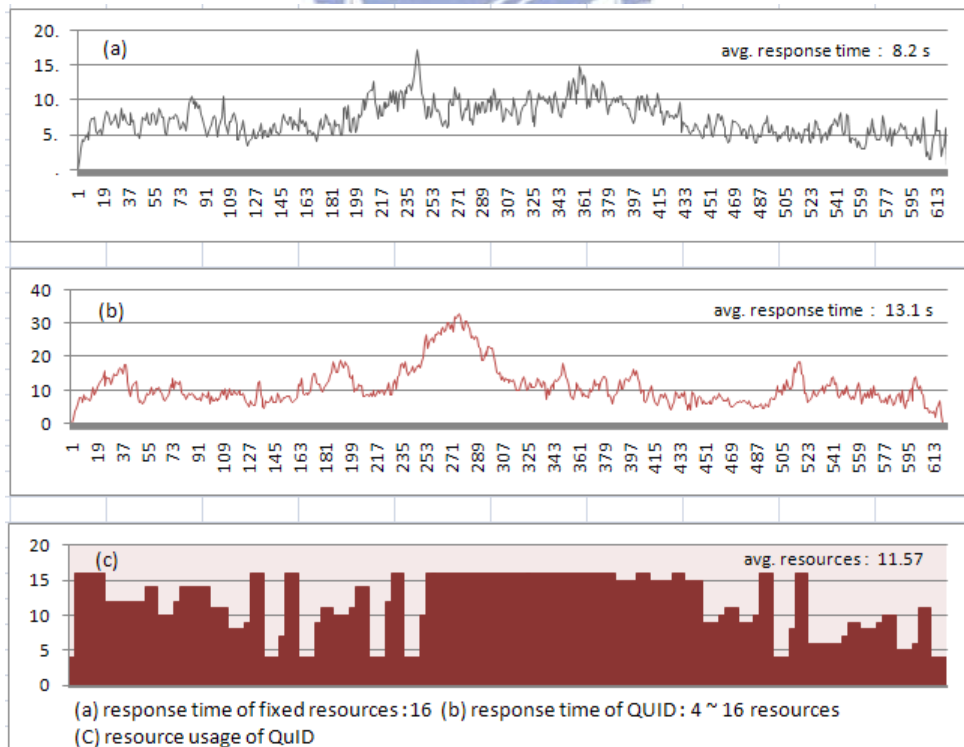 20.
15.
10.
5.
.
(a)
avg. response time : 8.2 s
1 19 37 55 73 91 109 127 145 163 181 199 217 235 253 271 289 307 325 343 361 379 397 415 433 451 469 487 505 523 541 559 577 595 613
40
30
20
10
0
(b)
avg. response time : 13.1 s
1 19 37 55 73 91 109 127 145 163 181 199 217 235 253 271 289 307 325 343 361 379 397 415 433 451 469 487 505 523 541 559 577 595 613
20
15
10
5
0
(c)
avg. resources : 11.57
(a) response time of fixed resources : 16 (b) response time of QUID : 4 ~ 16 resources
(C) resource usage of QuID